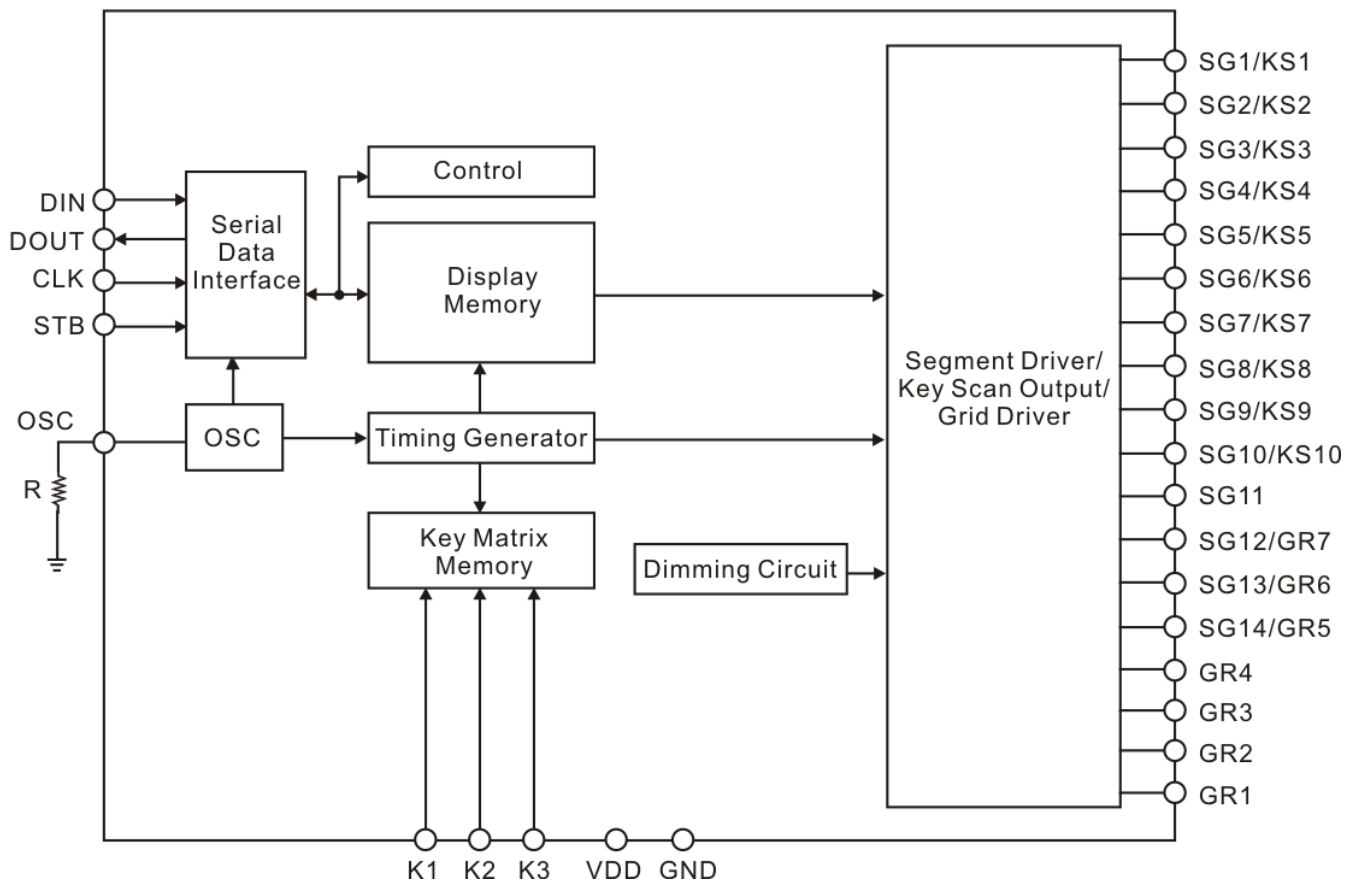 DIN
DOUT
CLK
STB
OSC
R
Serial
Data
Interface
OSC
Control
Display
Memory
Timing Generator
Key Matrix
Memory
Dimming Circuit
Segment Driver/
Key Scan Output/
Grid Driver
SG1/KS1
SG2/KS2
SG3/KS3
SG4/KS4
SG5/KS5
SG6/KS6
SG7/KS7
SG8/KS8
SG9/KS9
SG10/KS10
SG11
SG12/GR7
SG13/GR6
SG14/GR5
GR4
GR3
GR2
GR1
K1 K2 K3 VDD GND